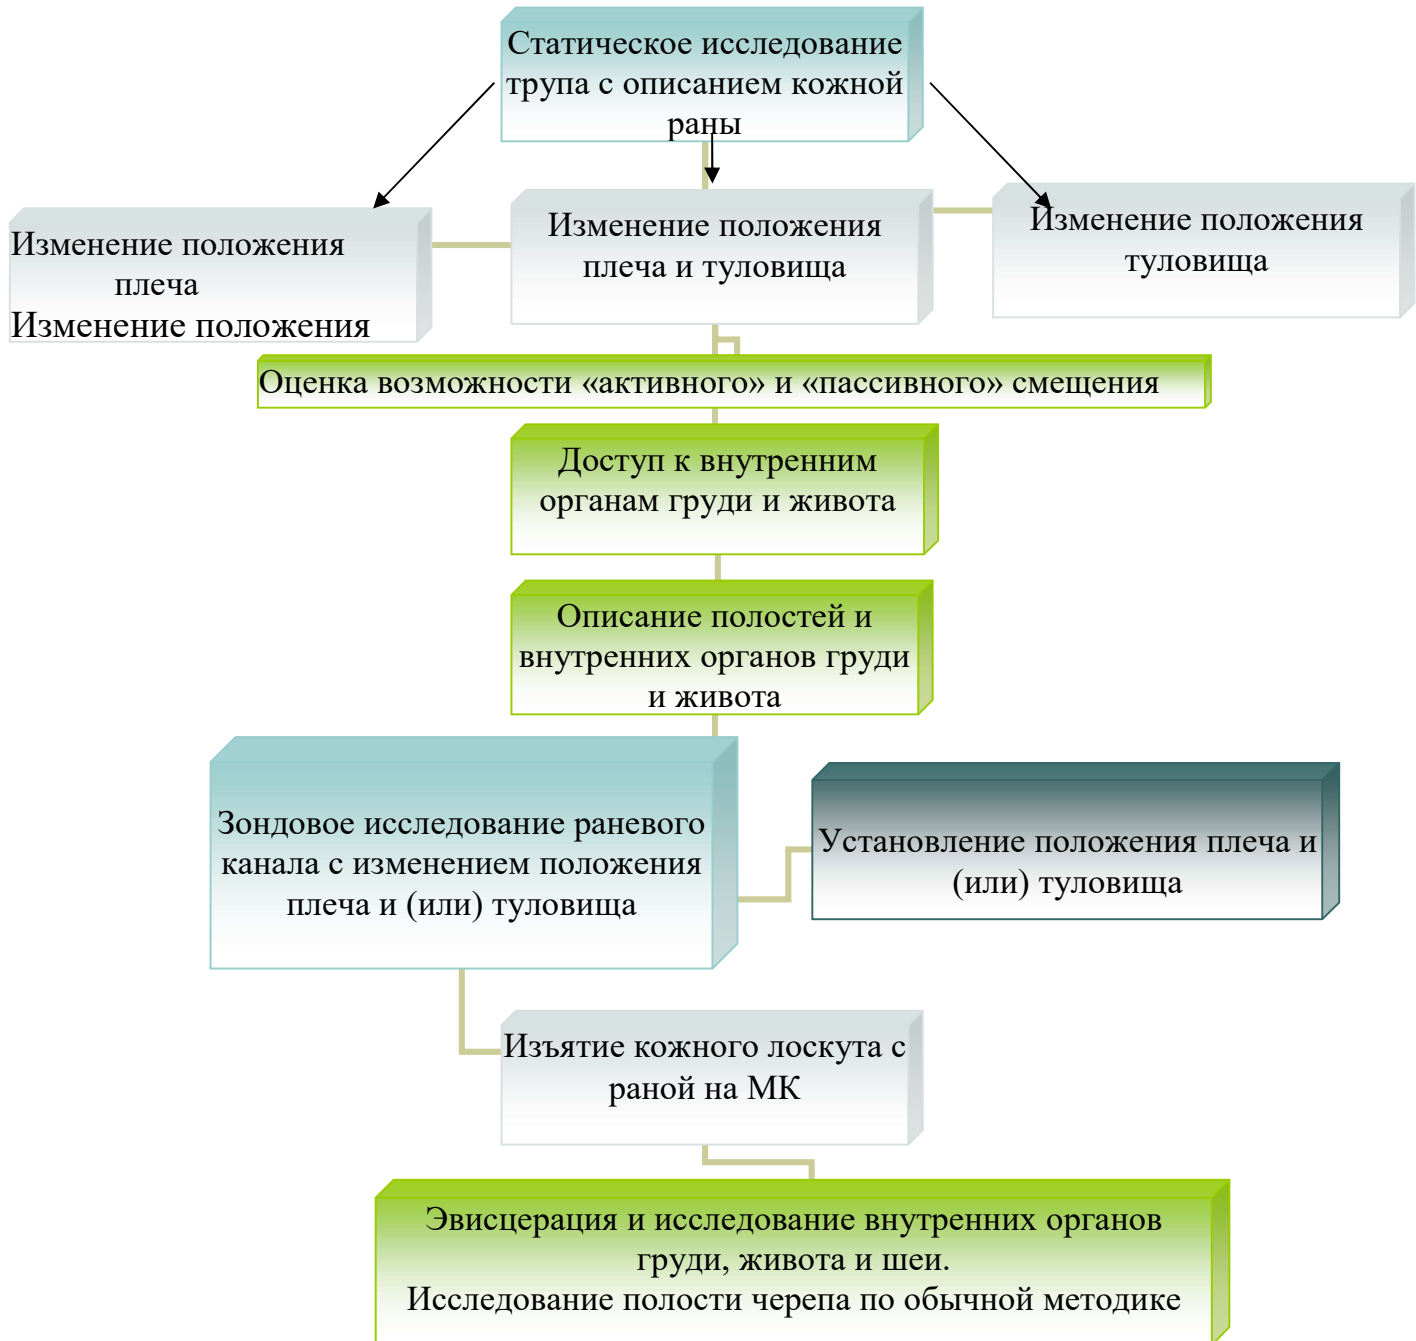 Статическое исследование
трупа с описанием кожной
раны
Изменение положения
плеча
Изменение положения
Изменение положения
плеча и туловища
Изменение положения
туловища
Оценка возможности «активного» и «пассивного» смещения
Доступ к внутренним
органам груди и живота
Описание полостей и
внутренних органов груди
и живота
Зондовое исследование раневого
канала с изменением положения
плеча и (или) туловища
Установление положения плеча и
(или) туловища
Изъятие кожного лоскута с
раной на МК
Эвисцерация и исследование внутренних органов
груди, живота и шеи.
Исследование полости черепа по обычной методике